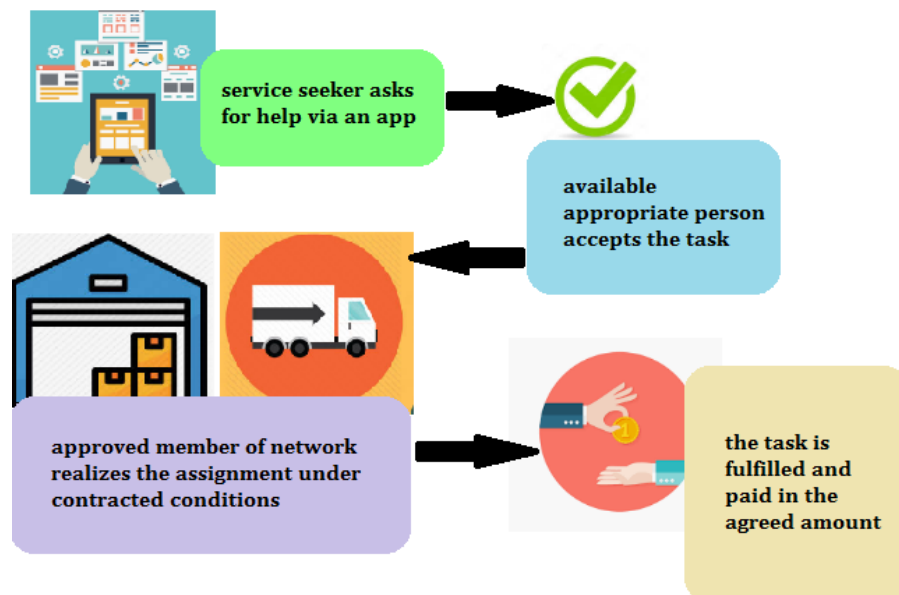 service seeker asks
for help via an app
available
appropriate person
accepts the task
approved member of network
realizes the assignment under
contracted conditions
1
the task is
fulfilled and
paid in the
agreed amount